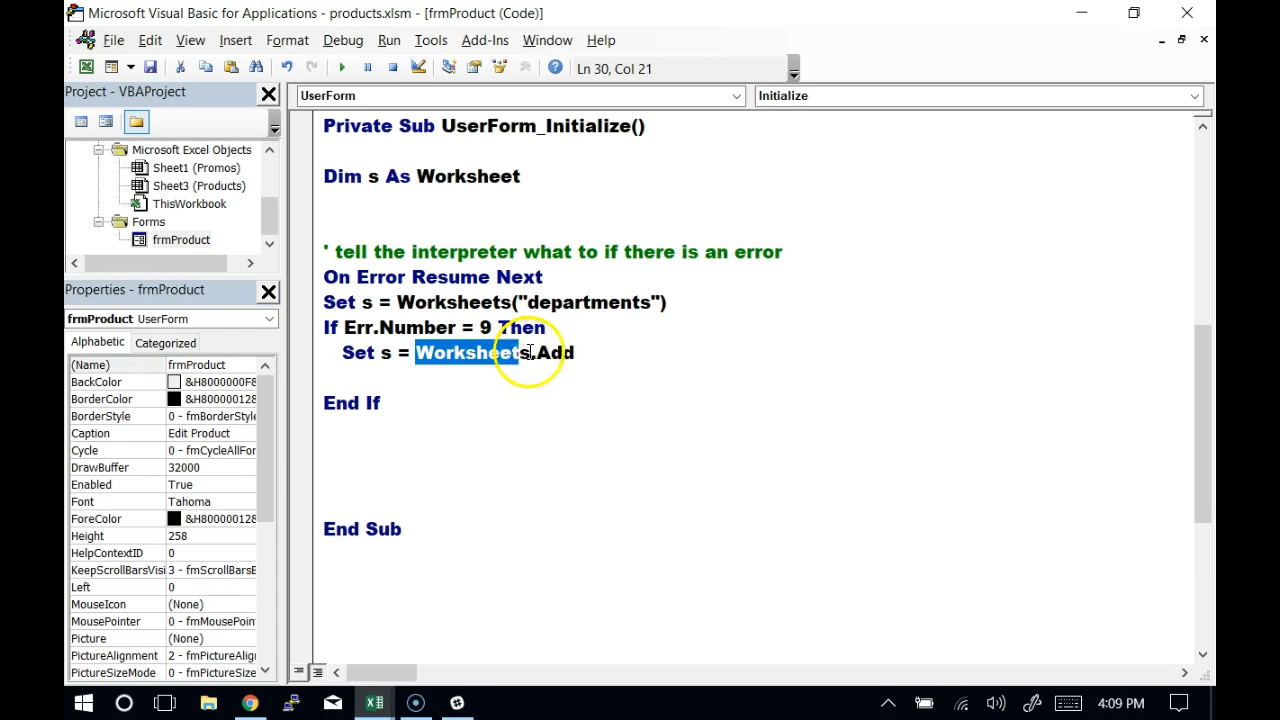 Microsoft Visual Basic for Applications - products.xlsm - [frmProduct (Code)]
File Edit View Insert Format Debug Run Tools Add-Ins Window Help
Ln 30, Col 21
Project - VBAProject
UserForm
Initialize
Microsoft Excel Objects
Sheet1 (Promos)
Sheet3 (Products)
ThisWorkbook
Forms
frmProduct
Properties - frmProduct
frmProduct UserForm
Alphabetic Categorized
(Name) frmProduct
BackColor &H8000000F&
BorderColor &H80000012&
BorderStyle 0 - fmBorderStyle
Caption Edit Product
Cycle 0 - fmCycleAllFor
DrawBuffer 32000
Enabled True
Font Tahoma
ForeColor &H80000012&
Height 258
HelpContextID 0
KeepScrollBarsVisi 3 - fmScrollBarsB
Left 0
MouseIcon (None)
MousePointer 0 - fmMousePoin
Picture (None)
PictureAlignment 2 - fmPictureAlig
PictureSizeMode 0 - fmPictureSize
Private Sub UserForm_Initialize()
Dim s As Worksheet
' tell the interpreter what to if there is an error
On Error Resume Next
Set s = Worksheets("departments")
If Err.Number = 9 Then
Set s = Worksheets.Add
End If
End Sub
4:09 PM